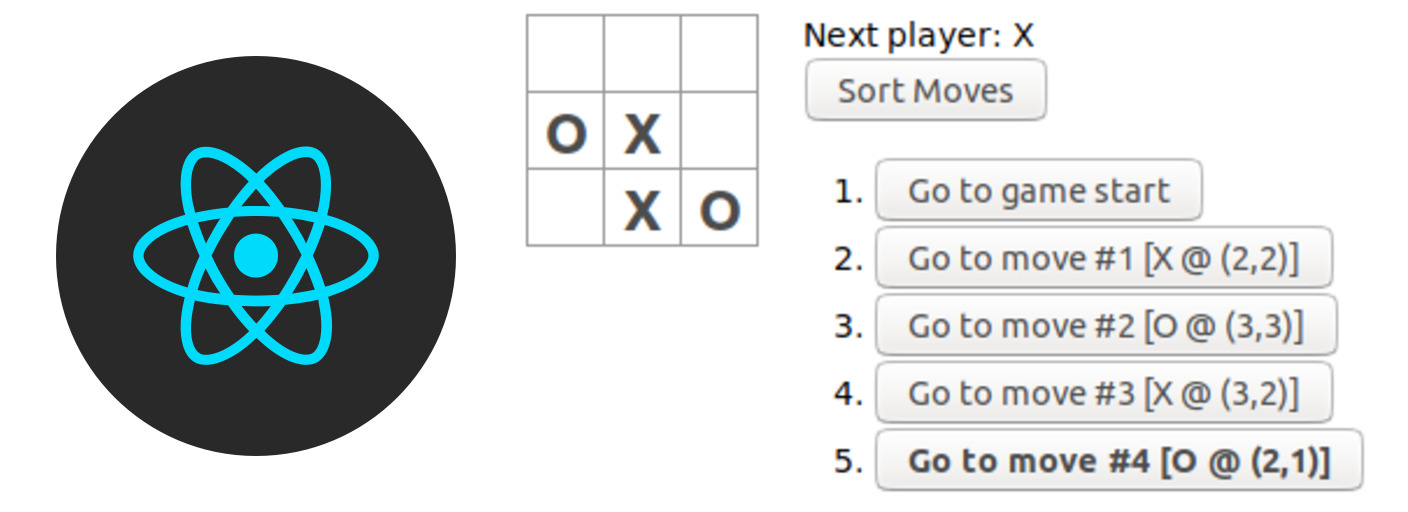 O X
X O
Next player: X
Sort Moves
1. Go to game start
2. Go to move #1 [X @ (2,2)]
3. Go to move #2 [O @ (3,3)]
4. Go to move #3 [X @ (3,2)]
5. Go to move #4 [O @ (2,1)]